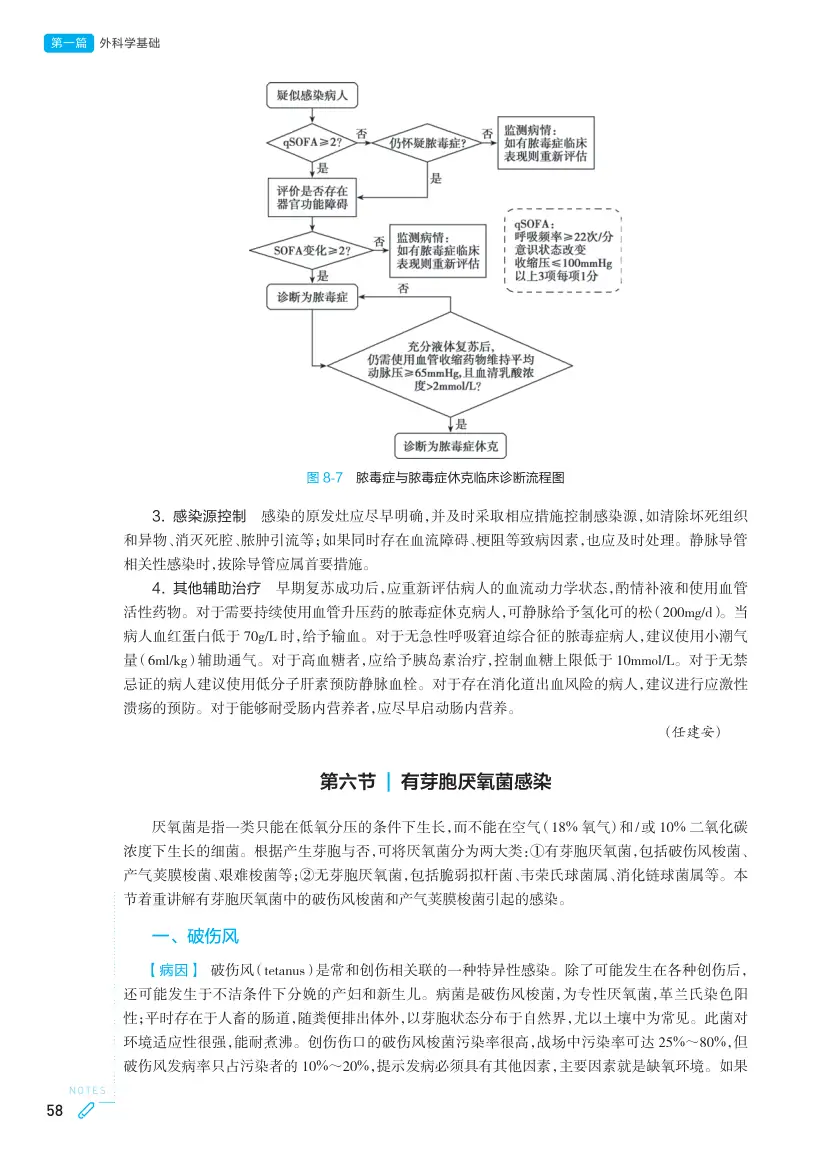 第一篇 外科学基础
疑似感染病人
qSOFA≥2?
否
仍怀疑脓毒症?
否
监测病情：
如有脓毒症临床
表现则重新评估
是
是
评价是否存在
器官功能障碍
SOFA变化≥2?
否
监测病情：
如有脓毒症临床
表现则重新评估
qSOFA：
呼吸频率≥22次/分
意识状态改变
收缩压≤100mmHg
以上3项每项1分
是
诊断为脓毒症
否
充分液体复苏后，
仍需使用血管收缩药物维持平均
动脉压≥65mmHg,且血清乳酸浓
度>2mmol/L?
是
诊断为脓毒症休克
图 8-7 脓毒症与脓毒症休克临床诊断流程图
3. 感染源控制 感染的原发灶应尽早明确,并及时采取相应措施控制感染源,如清除坏死组织
和异物、消灭死腔、脓肿引流等;如果同时存在血流障碍、梗阻等致病因素,也应及时处理。静脉导管
相关性感染时,拔除导管应属首要措施。
4. 其他辅助治疗 早期复苏成功后,应重新评估病人的血流动力学状态,酌情补液和使用血管
活性药物。对于需要持续使用血管升压药的脓毒症休克病人,可静脉给予氢化可的松(200mg/d)。当
病人血红蛋白低于 70g/L 时,给予输血。对于无急性呼吸窘迫综合征的脓毒症病人,建议使用小潮气
量(6ml/kg)辅助通气。对于高血糖者,应给予胰岛素治疗,控制血糖上限低于 10mmol/L。对于无禁
忌证的病人建议使用低分子肝素预防静脉血栓。对于存在消化道出血风险的病人,建议进行应激性
溃疡的预防。对于能够耐受肠内营养者,应尽早启动肠内营养。
(任建安)
第六节 | 有芽胞厌氧菌感染
厌氧菌是指一类只能在低氧分压的条件下生长,而不能在空气(18% 氧气)和/或 10% 二氧化碳
浓度下生长的细菌。根据产生芽胞与否,可将厌氧菌分为两大类:①有芽胞厌氧菌,包括破伤风梭菌、
产气荚膜梭菌、艰难梭菌等;②无芽胞厌氧菌,包括脆弱拟杆菌、韦荣氏球菌属、消化链球菌属等。本
节着重讲解有芽胞厌氧菌中的破伤风梭菌和产气荚膜梭菌引起的感染。
一、破伤风
【病因】 破伤风(tetanus)是常和创伤相关联的一种特异性感染。除了可能发生在各种创伤后,
还可能发生于不洁条件下分娩的产妇和新生儿。病菌是破伤风梭菌,为专性厌氧菌,革兰氏染色阳
性;平时存在于人畜的肠道,随粪便排出体外,以芽胞状态分布于自然界,尤以土壤中为常见。此菌对
环境适应性很强,能耐煮沸。创伤伤口的破伤风梭菌污染率很高,战场中污染率可达 25%～80%,但
破伤风发病率只占污染者的 10%～20%,提示发病必须具有其他因素,主要因素就是缺氧环境。如果
NOTES
58